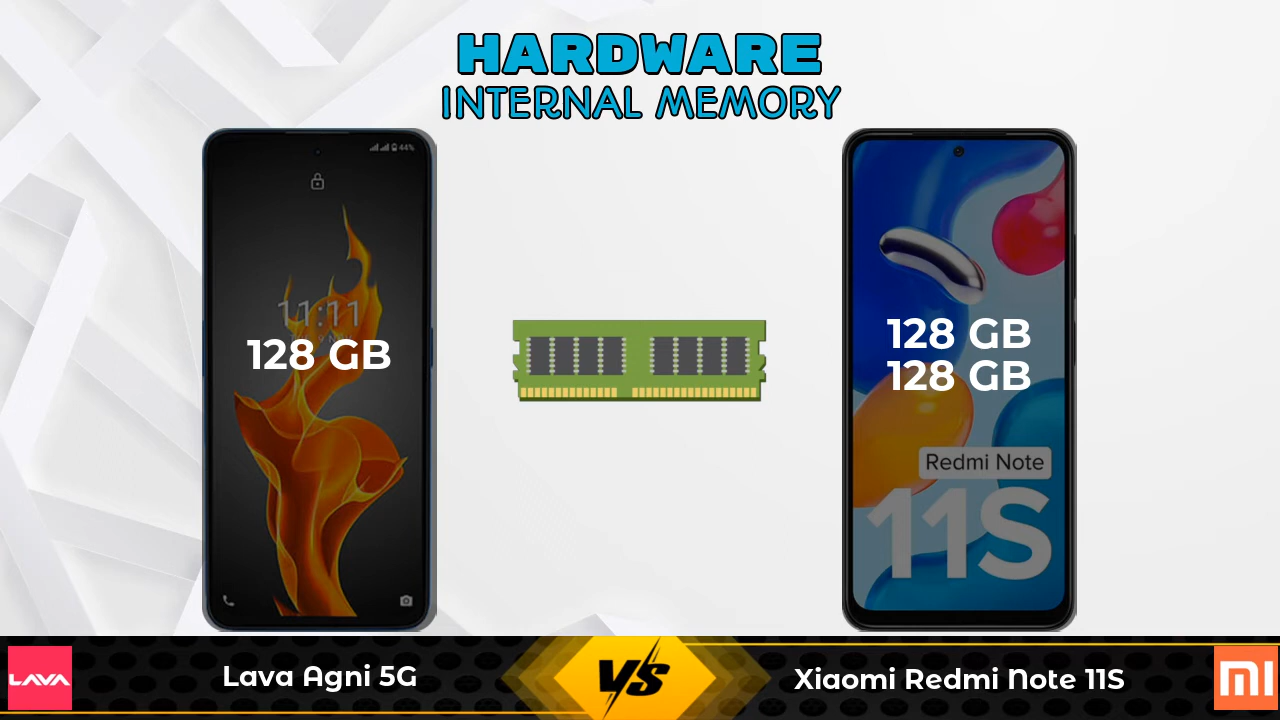 HARDWARE
INTERNAL MEMORY
44%
11:11
128 GB
128 GB
128 GB
Redmi Note
11S
LAVA
Lava Agni 5G
VS
Xiaomi Redmi Note 11S
MI